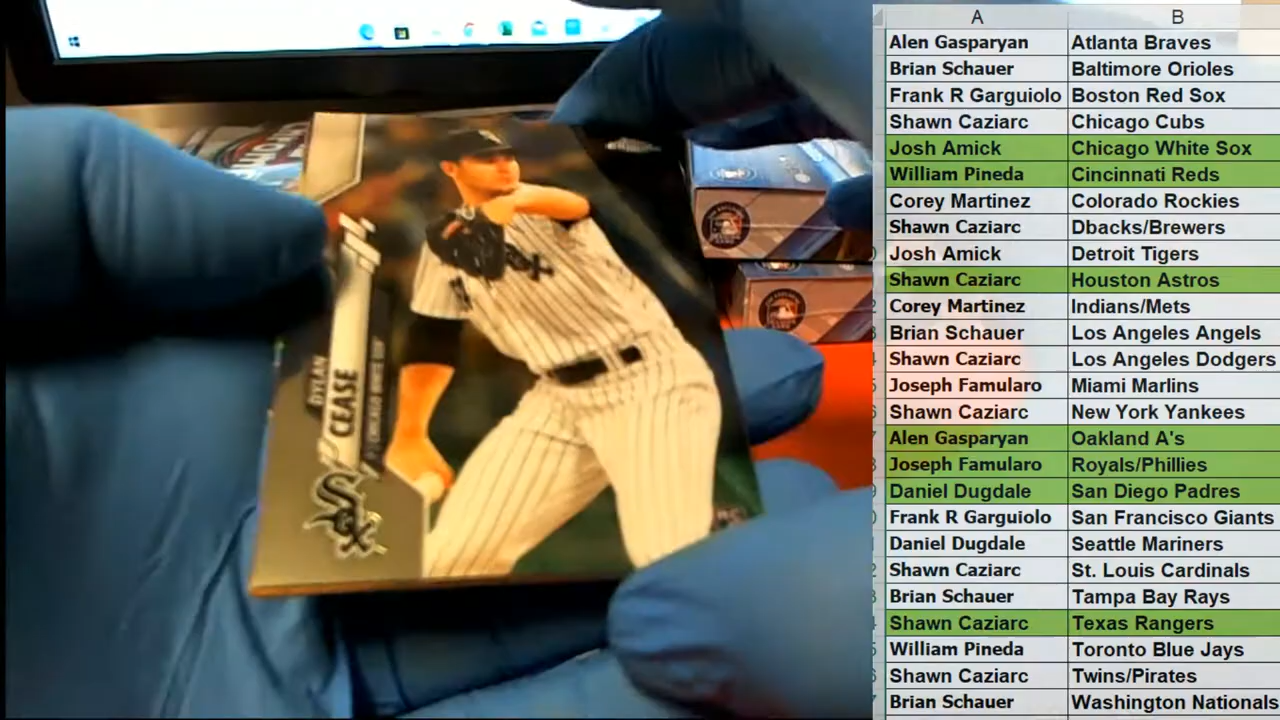 A B
Alen Gasparyan Atlanta Braves
Brian Schauer Baltimore Orioles
Frank R Garguiolo Boston Red Sox
Shawn Caziarc Chicago Cubs
Josh Amick Chicago White Sox
William Pineda Cincinnati Reds
Corey Martinez Colorado Rockies
Shawn Caziarc Dbacks/Brewers
Josh Amick Detroit Tigers
Shawn Caziarc Houston Astros
Corey Martinez Indians/Mets
Brian Schauer Los Angeles Angels
Shawn Caziarc Los Angeles Dodgers
Joseph Famularo Miami Marlins
Shawn Caziarc New York Yankees
Alen Gasparyan Oakland A's
Joseph Famularo Royals/Phillies
Daniel Dugdale San Diego Padres
Frank R Garguiolo San Francisco Giants
Daniel Dugdale Seattle Mariners
Shawn Caziarc St. Louis Cardinals
Brian Schauer Tampa Bay Rays
Shawn Caziarc Texas Rangers
William Pineda Toronto Blue Jays
Shawn Caziarc Twins/Pirates
Brian Schauer Washington Nationals
DYLAN
CEASE
CHICAGO WHITE SOX
Sox
RC